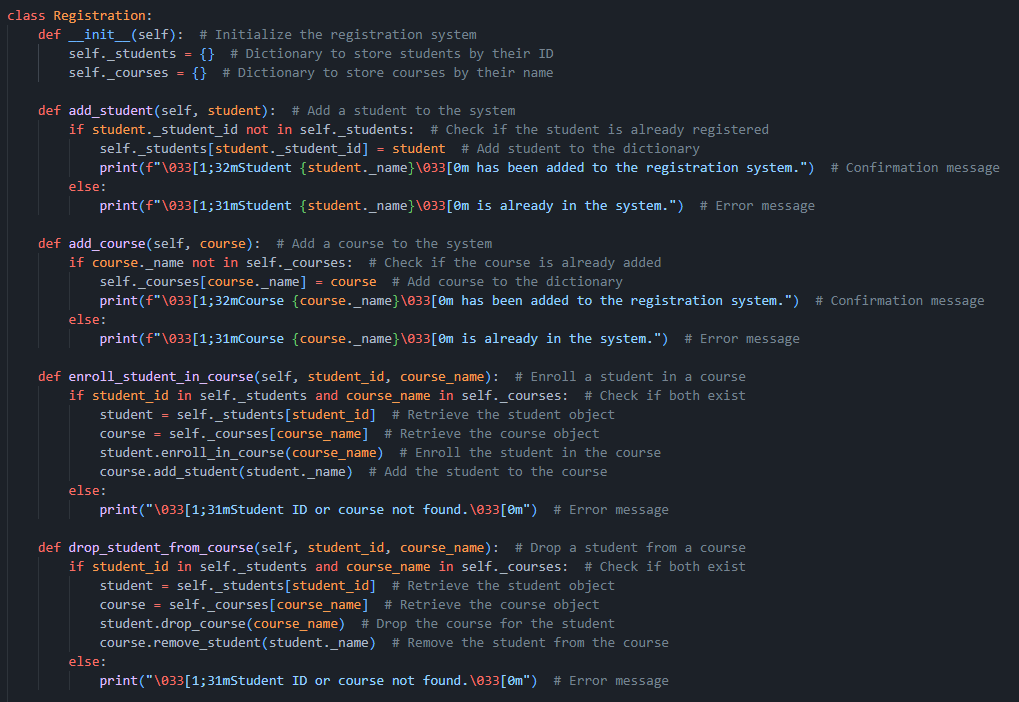 class Registration:
    def __init__(self):  # Initialize the registration system
        self._students = {}  # Dictionary to store students by their ID
        self._courses = {}  # Dictionary to store courses by their name

    def add_student(self, student):  # Add a student to the system
        if student._student_id not in self._students:  # Check if the student is already registered
            self._students[student._student_id] = student  # Add student to the dictionary
            print(f"\033[1;32mStudent {student._name}\033[0m has been added to the registration system.")  # Confirmation message
        else:
            print(f"\033[1;31mStudent {student._name}\033[0m is already in the system.")  # Error message

    def add_course(self, course):  # Add a course to the system
        if course._name not in self._courses:  # Check if the course is already added
            self._courses[course._name] = course  # Add course to the dictionary
            print(f"\033[1;32mCourse {course._name}\033[0m has been added to the registration system.")  # Confirmation message
        else:
            print(f"\033[1;31mCourse {course._name}\033[0m is already in the system.")  # Error message

    def enroll_student_in_course(self, student_id, course_name):  # Enroll a student in a course
        if student_id in self._students and course_name in self._courses:  # Check if both exist
            student = self._students[student_id]  # Retrieve the student object
            course = self._courses[course_name]  # Retrieve the course object
            student.enroll_in_course(course_name)  # Enroll the student in the course
            course.add_student(student._name)  # Add the student to the course
        else:
            print("\033[1;31mStudent ID or course not found.\033[0m")  # Error message

    def drop_student_from_course(self, student_id, course_name):  # Drop a student from a course
        if student_id in self._students and course_name in self._courses:  # Check if both exist
            student = self._students[student_id]  # Retrieve the student object
            course = self._courses[course_name]  # Retrieve the course object
            student.drop_course(course_name)  # Drop the course for the student
            course.remove_student(student._name)  # Remove the student from the course
        else:
            print("\033[1;31mStudent ID or course not found.\033[0m")  # Error message